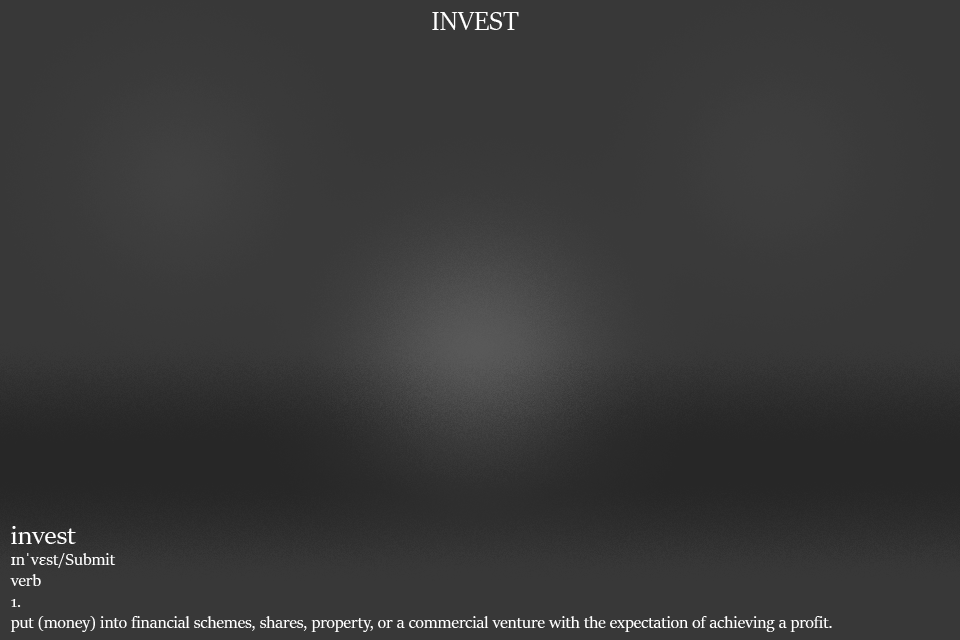 INVEST
invest
ɪnˈvɛst/Submit
verb
1.
put (money) into financial schemes, shares, property, or a commercial venture with the expectation of achieving a profit.